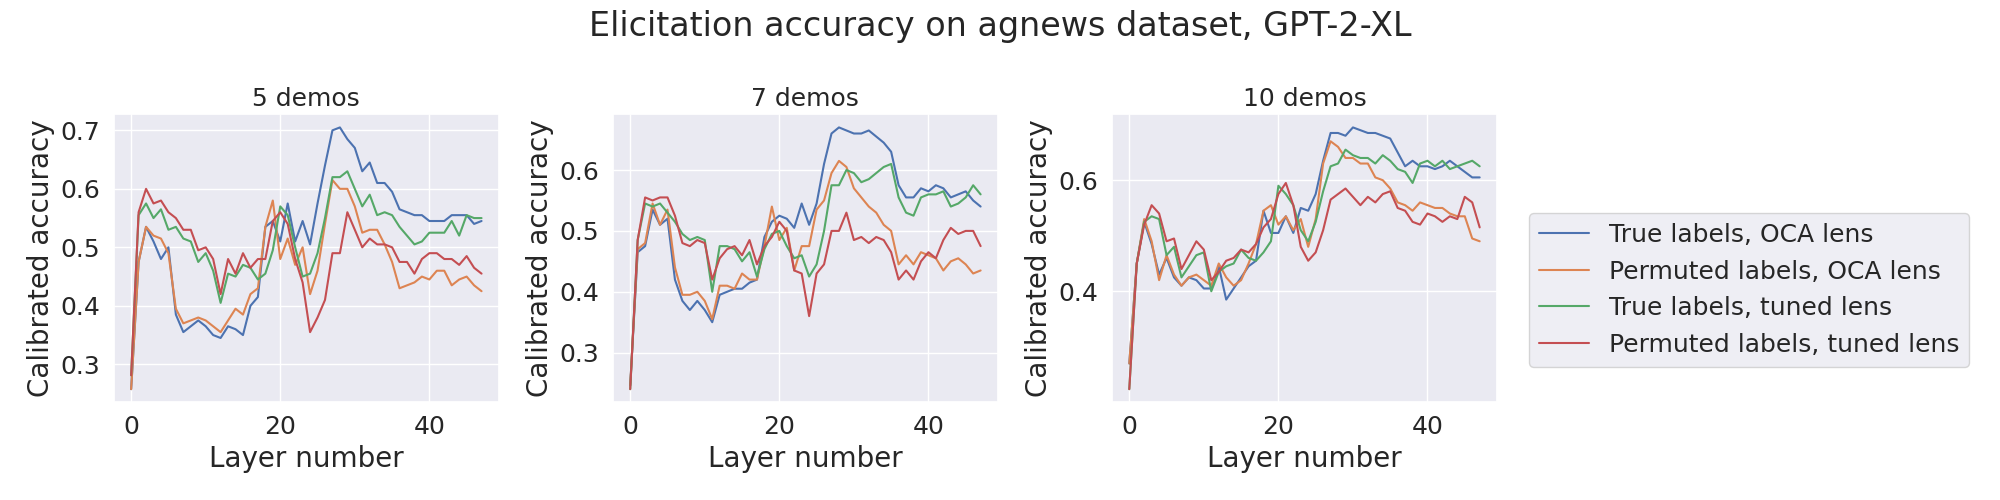 Elicitation accuracy on agnews dataset, GPT-2-XL
5 demos
Calibrated accuracy
0.7
0.6
0.5
0.4
0.3
0
20
40
Layer number
7 demos
Calibrated accuracy
0.6
0.5
0.4
0.3
0
20
40
Layer number
10 demos
Calibrated accuracy
0.6
0.4
0
20
40
Layer number
True labels, OCA lens
Permuted labels, OCA lens
True labels, tuned lens
Permuted labels, tuned lens